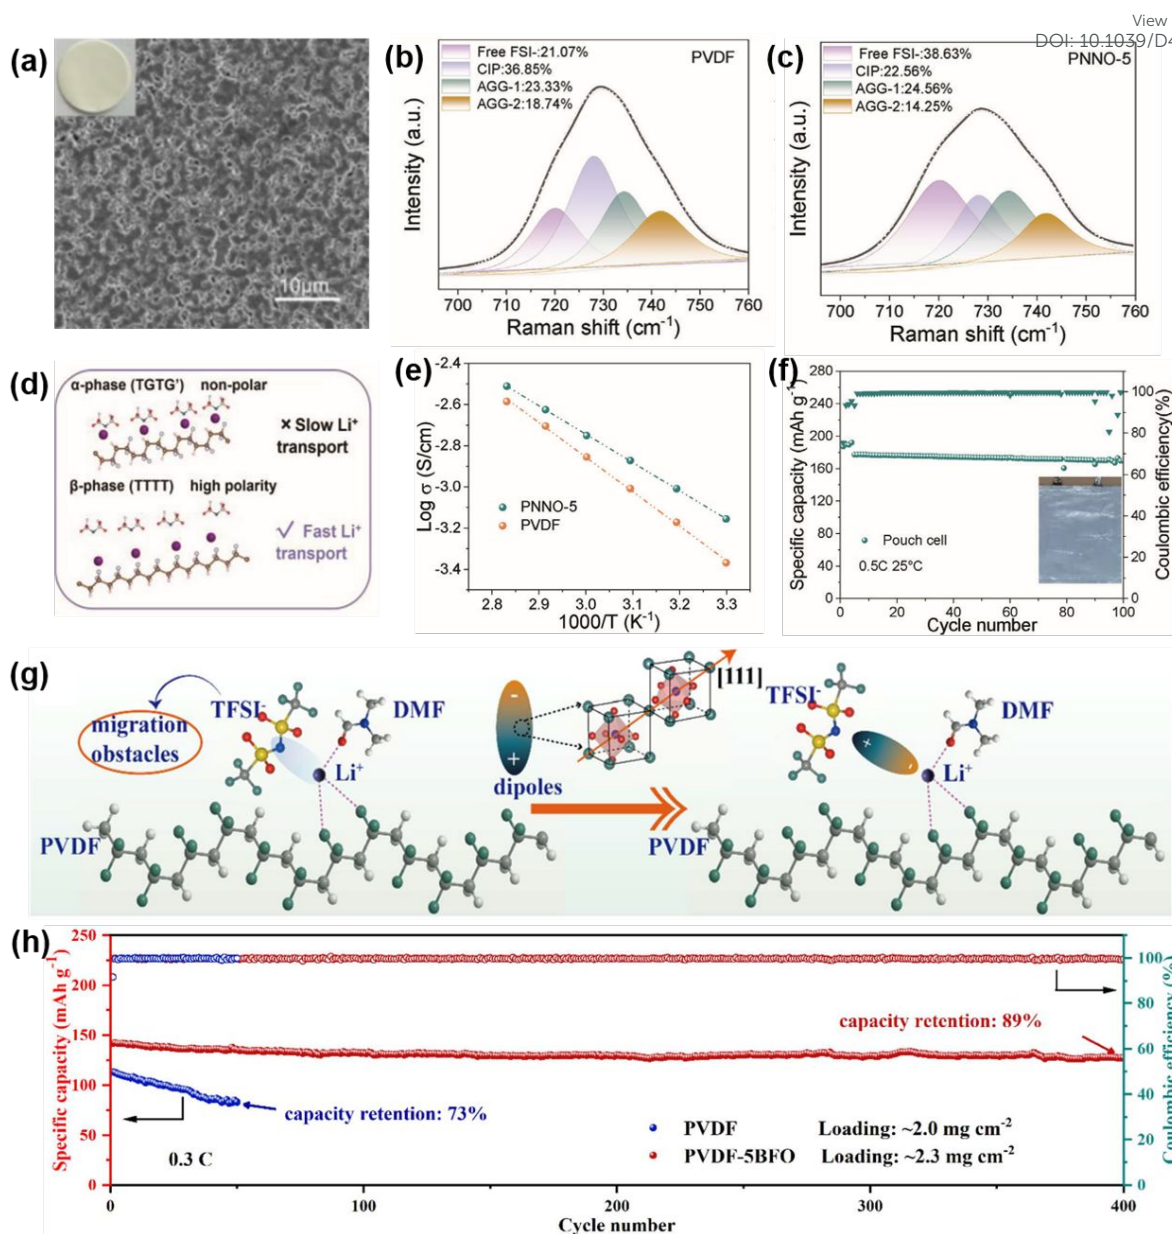 View
DOI: 10.1039/D4
(a)
10μm
(b)
Free FSI-:21.07%
CIP:36.85%
AGG-1:23.33%
AGG-2:18.74%
PVDF
Intensity (a.u.)
700 710 720 730 740 750 760
Raman shift (cm⁻¹)
(c)
Free FSI-:38.63%
CIP:22.56%
AGG-1:24.56%
AGG-2:14.25%
PNNO-5
Intensity (a.u.)
700 710 720 730 740 750 760
Raman shift (cm⁻¹)
(d)
α-phase (TGTG') non-polar
× Slow Li⁺
transport
β-phase (TTTT) high polarity
✓ Fast Li⁺
transport
(e)
Log σ (S/cm)
-2.4
-2.6
-2.8
-3.0
-3.2
-3.4
PNNO-5
PVDF
2.8 2.9 3.0 3.1 3.2 3.3
1000/T (K⁻¹)
(f)
Specific capacity (mAh g⁻¹)
280
240
200
160
120
80
40
0
Pouch cell
0.5C 25°C
0 20 40 60 80 100
Cycle number
100
80
60
40
20
0
Coulombic efficiency(%)
(g)
migration
obstacles
TFSI⁻
DMF
Li⁺
PVDF
dipoles
[111]
TFSI⁻
DMF
Li⁺
PVDF
(h)
Specific capacity (mAh g⁻¹)
250
200
150
100
50
0
capacity retention: 89%
capacity retention: 73%
0.3 C
PVDF Loading: ~2.0 mg cm⁻²
PVDF-5BFO Loading: ~2.3 mg cm⁻²
0 100 200 300 400
Cycle number
100
80
60
40
20
0
Coulombic efficiency (%)